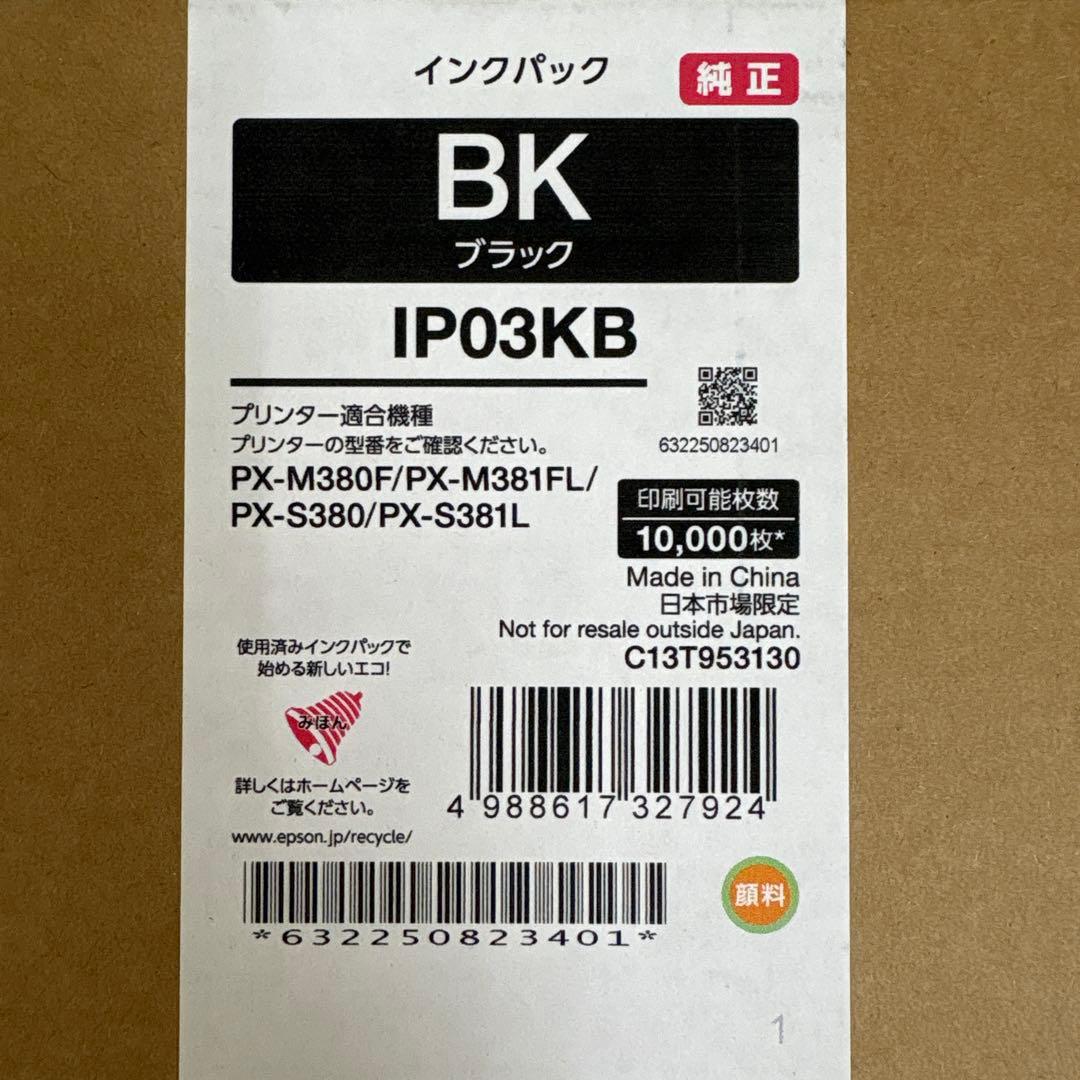 インクパック
純正
BK
ブラック
IP03KB
プリンター適合機種
プリンターの型番をご確認ください。
PX-M380F/PX-M381FL/
PX-S380/PX-S381L
632250823401
印刷可能枚数
10,000枚*
Made in China
日本市場限定
Not for resale outside Japan.
C13T953130
使用済みインクパックで
始める新しいエコ!
みほん
詳しくはホームページを
ご覧ください。
www.epson.jp/recycle/
4 988617 327924
*632250823401*
顔料
1